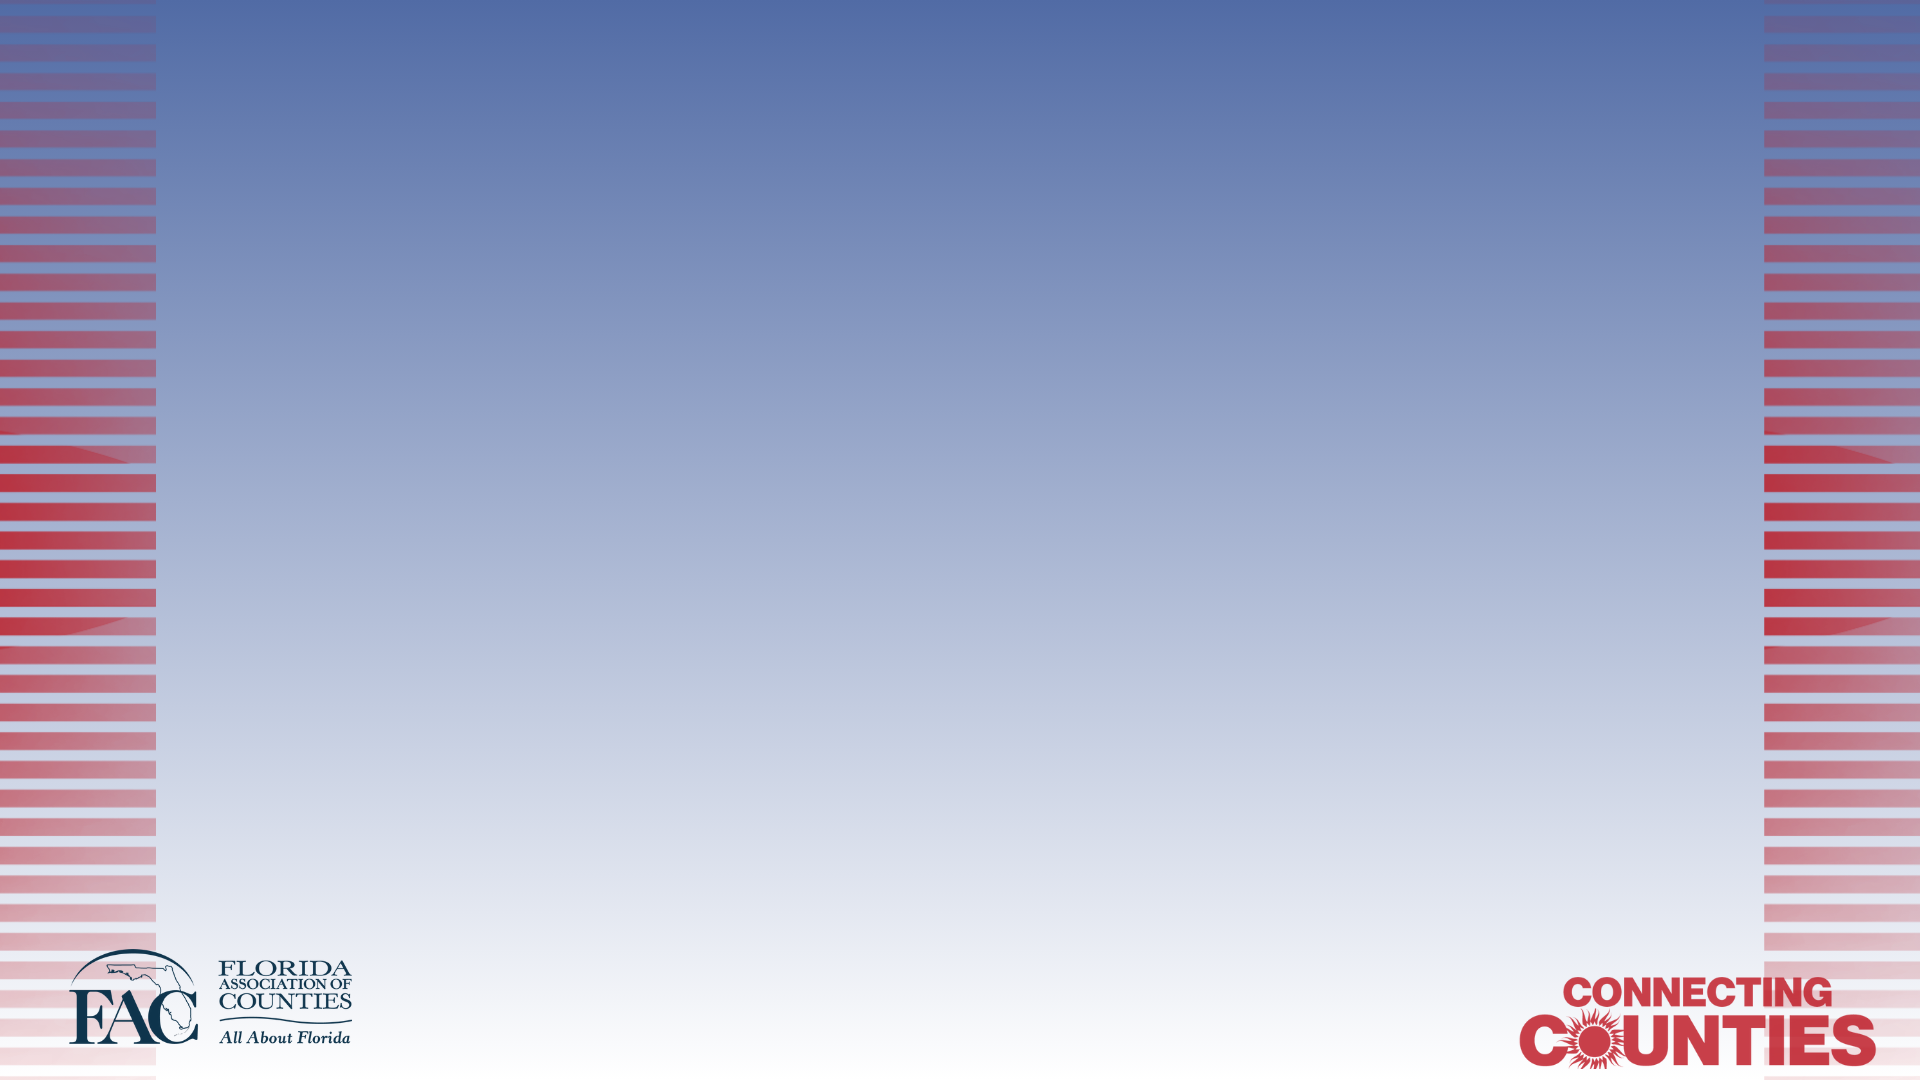 FAC
FLORIDA
ASSOCIATION OF
COUNTIES
All About Florida
CONNECTING
COUNTIES